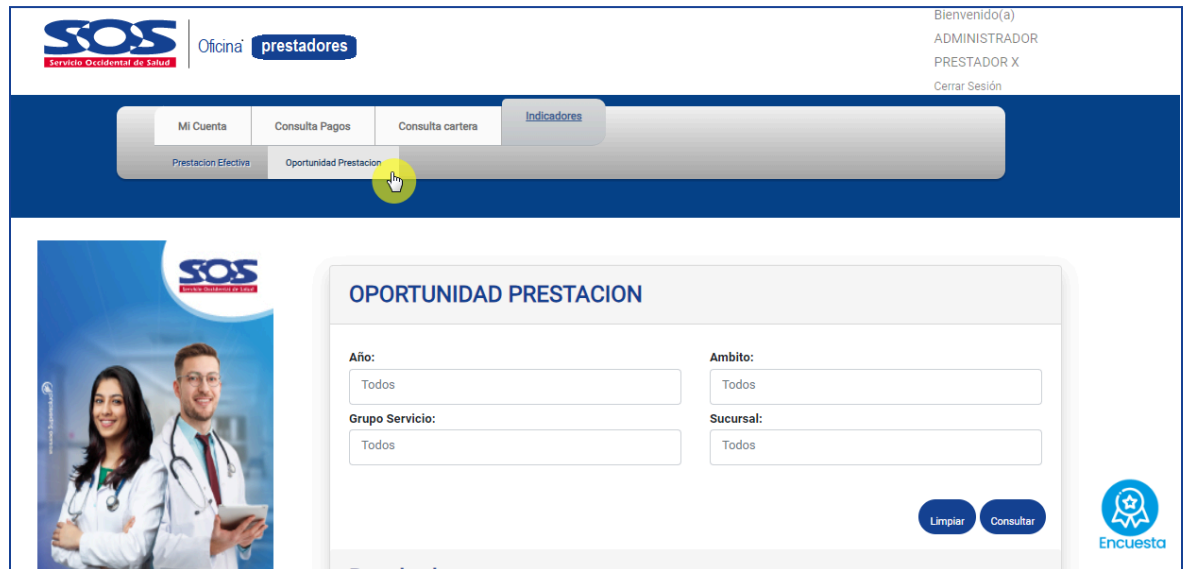 Bienvenido(a)
SOS
Servicio Occidental de Salud
Oficina
prestadores
ADMINISTRADOR
PRESTADOR X
Cerrar Sesión
Mi Cuenta
Consulta Pagos
Consulta cartera
Indicadores
Prestacion Efectiva
Oportunidad Prestacion
SOS
Servicio Occidental de Salud
OPORTUNIDAD PRESTACION
Año:
Ambito:
Todos
Todos
Grupo Servicio:
Sucursal:
Todos
Todos
Limpiar
Consultar
Encuesta